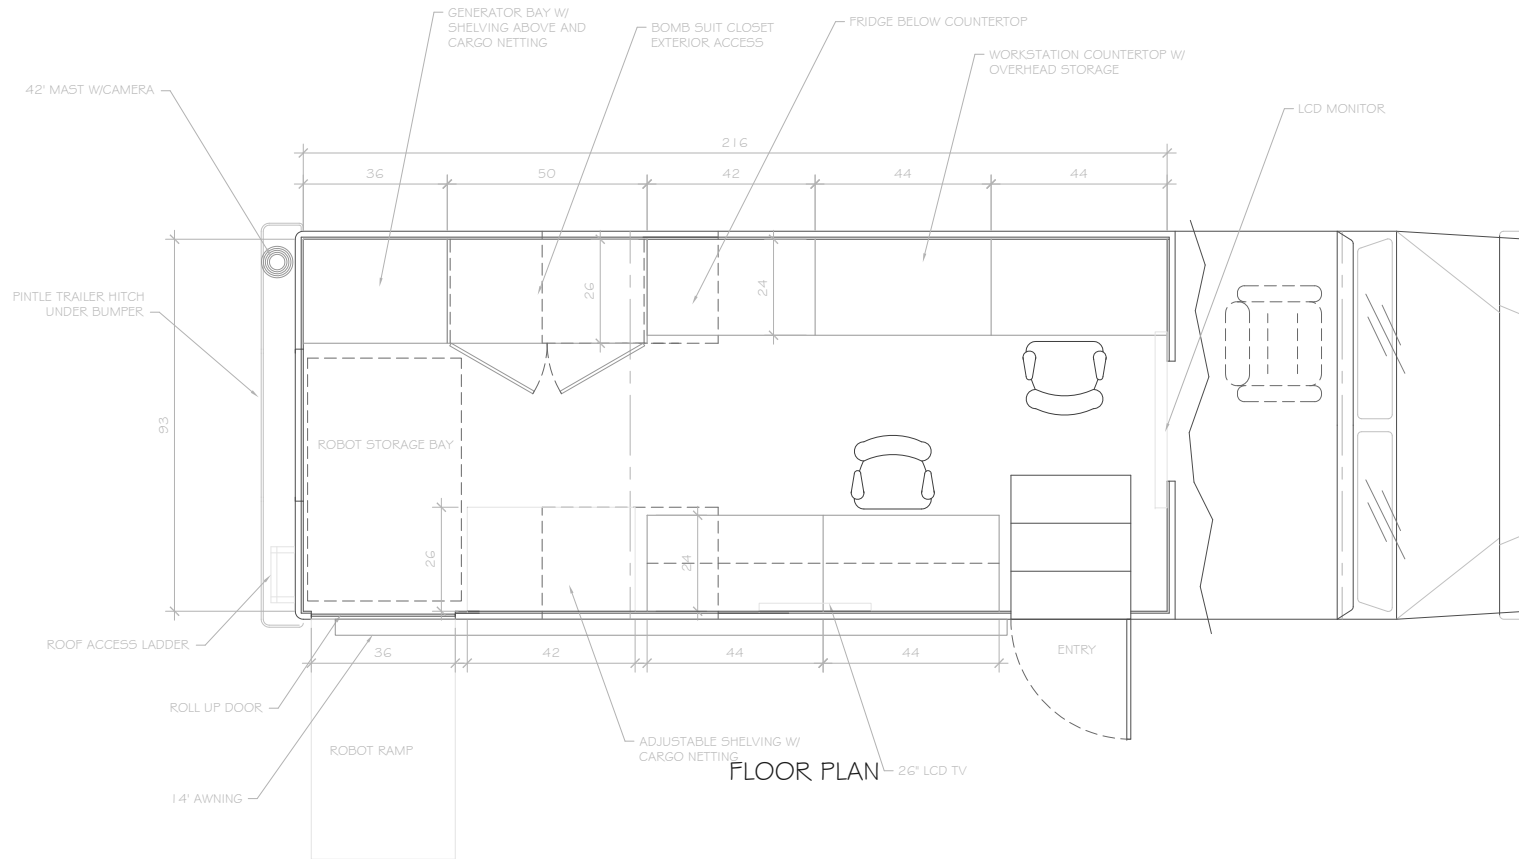 GENERATOR BAY W/
SHELVING ABOVE AND
CARGO NETTING
BOMB SUIT CLOSET
EXTERIOR ACCESS
FRIDGE BELOW COUNTERTOP
WORKSTATION COUNTERTOP W/
OVERHEAD STORAGE
42' MAST W/CAMERA
LCD MONITOR
216
36
50
42
44
44
26
24
PINTLE TRAILER HITCH
UNDER BUMPER
93
ROBOT STORAGE BAY
26
24
ROOF ACCESS LADDER
36
42
44
44
ENTRY
ROLL UP DOOR
ROBOT RAMP
ADJUSTABLE SHELVING W/
CARGO NETTING
FLOOR PLAN
26" LCD TV
14' AWNING